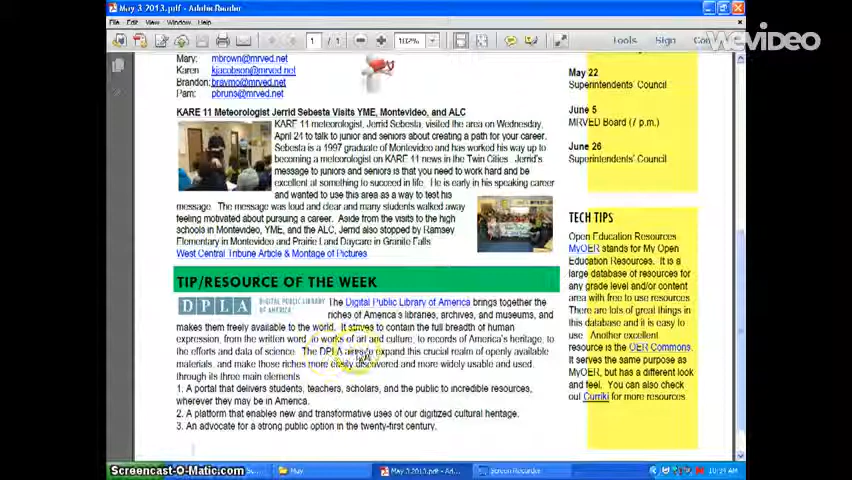 May 3 2013.pdf - Adobe Reader
File Edit View Window Help
1 / 1
102%
Tools Sign
WeVideo
Mary: mbrown@mrved.net
Karen kjacobson@mrved.net
Brandon: bravmo@mrved.net
Pam: pbruns@mrved.net
KARE 11 Meteorologist Jerrid Sebesta Visits YME, Montevideo, and ALC
KARE 11 meteorologist, Jerrid Sebesta, visited the area on Wednesday,
April 24 to talk to junior and seniors about creating a path for your career.
Sebesta is a 1997 graduate of Montevideo and has worked his way up to
becoming a meteorologist on KARE 11 news in the Twin Cities. Jerrid's
message to juniors and seniors is that you need to work hard and be
excellent at something to succeed in life. He is early in his speaking career
and wanted to use this area as a way to test his
message. The message was loud and clear and many students walked away
feeling motivated about pursuing a career. Aside from the visits to the high
schools in Montevideo, YME, and the ALC, Jerrid also stopped by Ramsey
Elementary in Montevideo and Prairie Land Daycare in Granite Falls
West Central Tribune Article & Montage of Pictures
TIP/RESOURCE OF THE WEEK
DPLA DIGITAL PUBLIC LIBRARY
OF AMERICA
The Digital Public Library of America brings together the
riches of America's libraries, archives, and museums, and
makes them freely available to the world. It strives to contain the full breadth of human
expression, from the written word, to works of art and culture, to records of America's heritage, to
the efforts and data of science. The DPLA aims to expand this crucial realm of openly available
materials, and make those riches more easily discovered and more widely usable and used,
through its three main elements
1. A portal that delivers students, teachers, scholars, and the public to incredible resources,
wherever they may be in America.
2. A platform that enables new and transformative uses of our digitized cultural heritage.
3. An advocate for a strong public option in the twenty-first century.
May 22
Superintendents' Council
June 5
MRVED Board (7 p.m.)
June 26
Superintendents' Council
TECH TIPS
Open Education Resources
MyOER stands for My Open
Education Resources. It is a
large database of resources for
any grade level and/or content
area with free to use resources
There are lots of great things in
this database and it is easy to
use. Another excellent
resource is the OER Commons.
It serves the same purpose as
MyOER, but has a different look
and feel. You can also check
out Curriki for more resources.
Screencast-O-Matic.com
May
May 3 2013.pdf - Ad...
Screen Recorder
10:34 AM